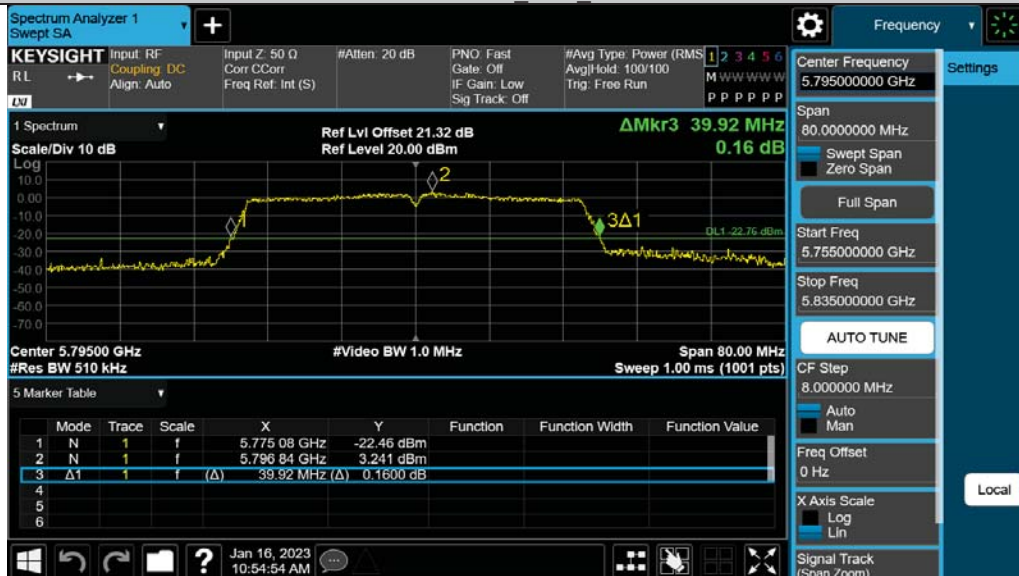 Spectrum Analyzer 1
Swept SA
+
Frequency
KEYSIGHT
RL
LXI
Input: RF
Coupling: DC
Align: Auto
Input Z: 50 Ω
Corr CCorr
Freq Ref: Int (S)
#Atten: 20 dB
PNO: Fast
Gate: Off
IF Gain: Low
Sig Track: Off
#Avg Type: Power (RMS
Avg|Hold: 100/100
Trig: Free Run
1 2 3 4 5 6
M W W W W W
P P P P P P
1 Spectrum
Scale/Div 10 dB
Ref Lvl Offset 21.32 dB
Ref Level 20.00 dBm
ΔMkr3 39.92 MHz
0.16 dB
Log
10.0
0.00
-10.0
-20.0
-30.0
-40.0
-50.0
-60.0
-70.0
1
2
3Δ1
DL1 -22.76 dBm
Center 5.79500 GHz
#Video BW 1.0 MHz
Span 80.00 MHz
#Res BW 510 kHz
Sweep 1.00 ms (1001 pts)
5 Marker Table
Mode Trace Scale X Y Function Function Width Function Value
1 N 1 f 5.775 08 GHz -22.46 dBm
2 N 1 f 5.796 84 GHz 3.241 dBm
3 Δ1 1 f (Δ) 39.92 MHz (Δ) 0.1600 dB
4
5
6
?
Jan 16, 2023
10:54:54 AM
Center Frequency
5.795000000 GHz
Span
80.0000000 MHz
Swept Span
Zero Span
Full Span
Start Freq
5.755000000 GHz
Stop Freq
5.835000000 GHz
AUTO TUNE
CF Step
8.000000 MHz
Auto
Man
Freq Offset
0 Hz
X Axis Scale
Log
Lin
Signal Track
(Span Zoom)
Settings
Local